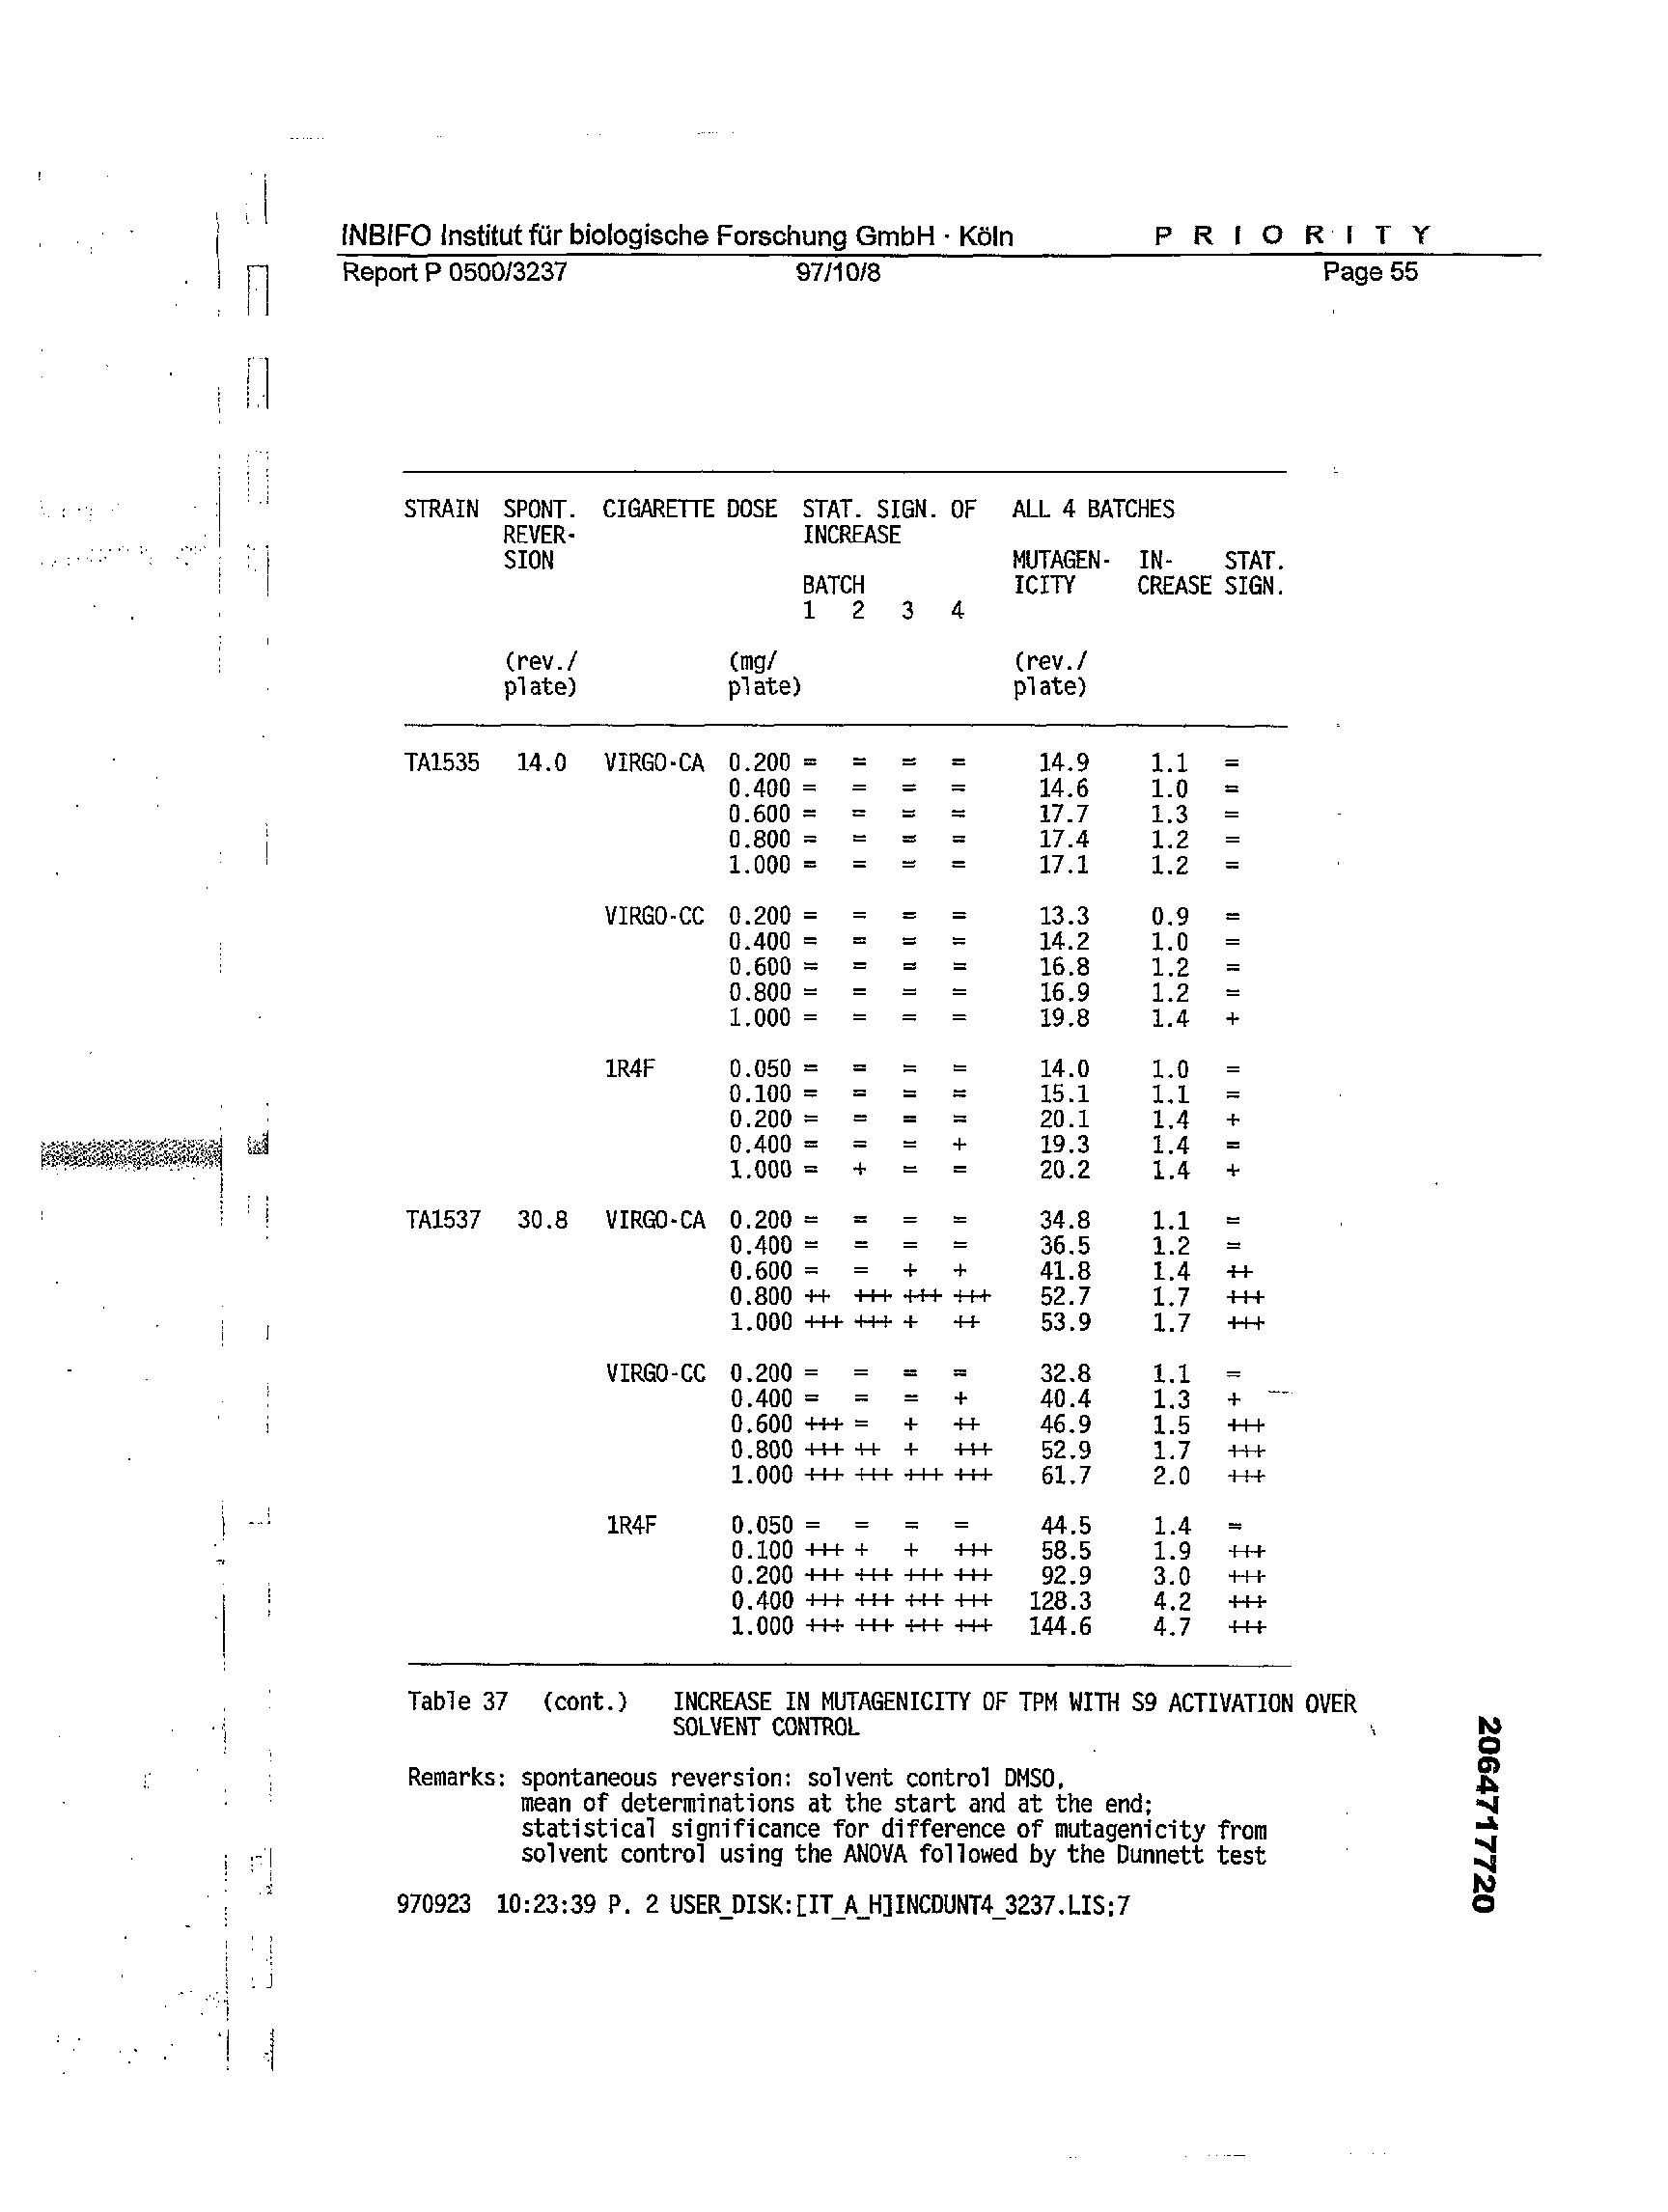 INBIFO Institut für biologische Forschung GmbH · Köln P R I O R I T Y
Report P 0500/3237 97/10/8 Page 55
STRAIN SPONT. CIGARETTE DOSE STAT. SIGN. OF ALL 4 BATCHES
REVER- INCREASE
SION MUTAGEN- IN- STAT.
BATCH ICITY CREASE SIGN.
1 2 3 4
(rev./ (mg/ (rev./
plate) plate) plate)
TA1535 14.0 VIRGO-CA 0.200 = = = = 14.9 1.1 =
0.400 = = = = 14.6 1.0 =
0.600 = = = = 17.7 1.3 =
0.800 = = = = 17.4 1.2 =
1.000 = = = = 17.1 1.2 =
VIRGO-CC 0.200 = = = = 13.3 0.9 =
0.400 = = = = 14.2 1.0 =
0.600 = = = = 16.8 1.2 =
0.800 = = = = 16.9 1.2 =
1.000 = = = = 19.8 1.4 +
1R4F 0.050 = = = = 14.0 1.0 =
0.100 = = = = 15.1 1.1 =
0.200 = = = = 20.1 1.4 +
0.400 = = = + 19.3 1.4 =
1.000 = + = = 20.2 1.4 +
TA1537 30.8 VIRGO-CA 0.200 = = = = 34.8 1.1 =
0.400 = = = = 36.5 1.2 =
0.600 = = + + 41.8 1.4 ++
0.800 ++ +++ +++ +++ 52.7 1.7 +++
1.000 +++ +++ + ++ 53.9 1.7 +++
VIRGO-CC 0.200 = = = = 32.8 1.1 =
0.400 = = = + 40.4 1.3 +
0.600 +++ = + ++ 46.9 1.5 +++
0.800 +++ ++ + +++ 52.9 1.7 +++
1.000 +++ +++ +++ +++ 61.7 2.0 +++
1R4F 0.050 = = = = 44.5 1.4 =
0.100 +++ + + +++ 58.5 1.9 +++
0.200 +++ +++ +++ +++ 92.9 3.0 +++
0.400 +++ +++ +++ +++ 128.3 4.2 +++
1.000 +++ +++ +++ +++ 144.6 4.7 +++
Table 37 (cont.) INCREASE IN MUTAGENICITY OF TPM WITH S9 ACTIVATION OVER
SOLVENT CONTROL
Remarks: spontaneous reversion: solvent control DMSO,
mean of determinations at the start and at the end;
statistical significance for difference of mutagenicity from
solvent control using the ANOVA followed by the Dunnett test
970923 10:23:39 P. 2 USER_DISK:[IT_A_H]INCDUNT4_3237.LIS;7
2064717720